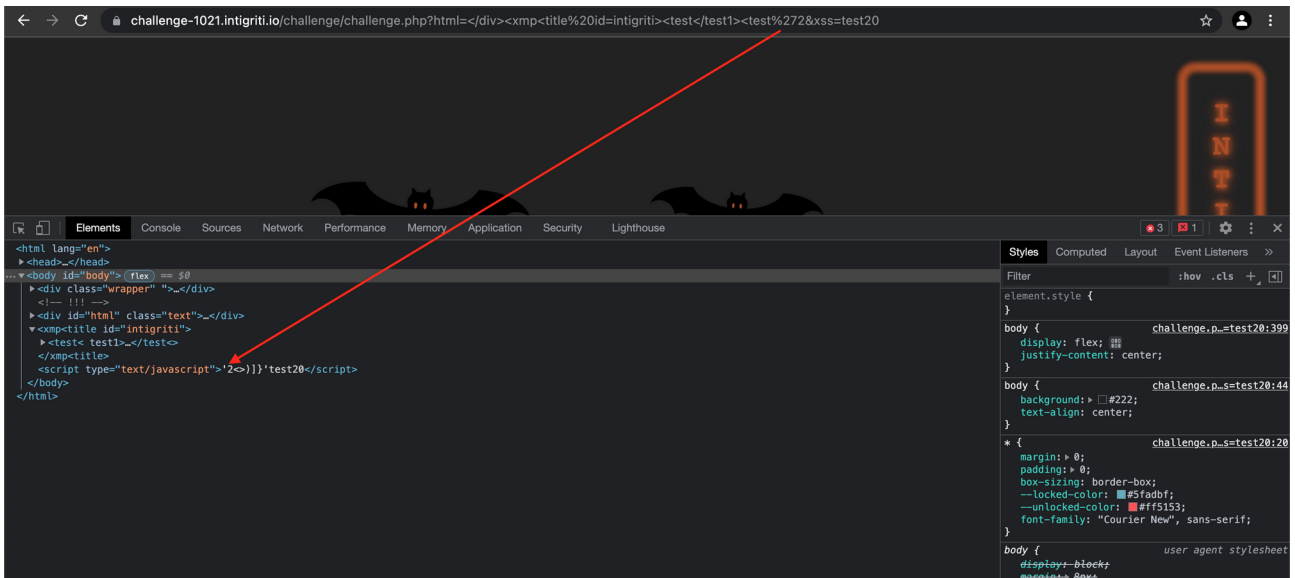 challenge-1021.intigriti.io/challenge/challenge.php?html=</div><xmp<title%20id=intigriti><test</test1><test%272&xss=test20
I
N
T
I
Elements Console Sources Network Performance Memory Application Security Lighthouse 3 1
<html lang="en">
▶<head>…</head>
…▼<body id="body"> flex == $0
▶<div class="wrapper" ">…</div>
<!-- !!! -->
▶<div id="html" class="text">…</div>
▼<xmp<title id="intigriti">
▶<test< test1>…</test<>
</xmp<title>
<script type="text/javascript">'2<>)]}'test20</script>
</body>
</html>
Styles Computed Layout Event Listeners »
Filter :hov .cls +
element.style {
}
body { challenge.p…=test20:399
display: flex;
justify-content: center;
}
body { challenge.p…s=test20:44
background: ▶ #222;
text-align: center;
}
* { challenge.p…s=test20:20
margin: ▶ 0;
padding: ▶ 0;
box-sizing: border-box;
--locked-color: #5fadbf;
--unlocked-color: #ff5153;
font-family: "Courier New", sans-serif;
}
body { user agent stylesheet
display: block;
margin: ▶ 8px;